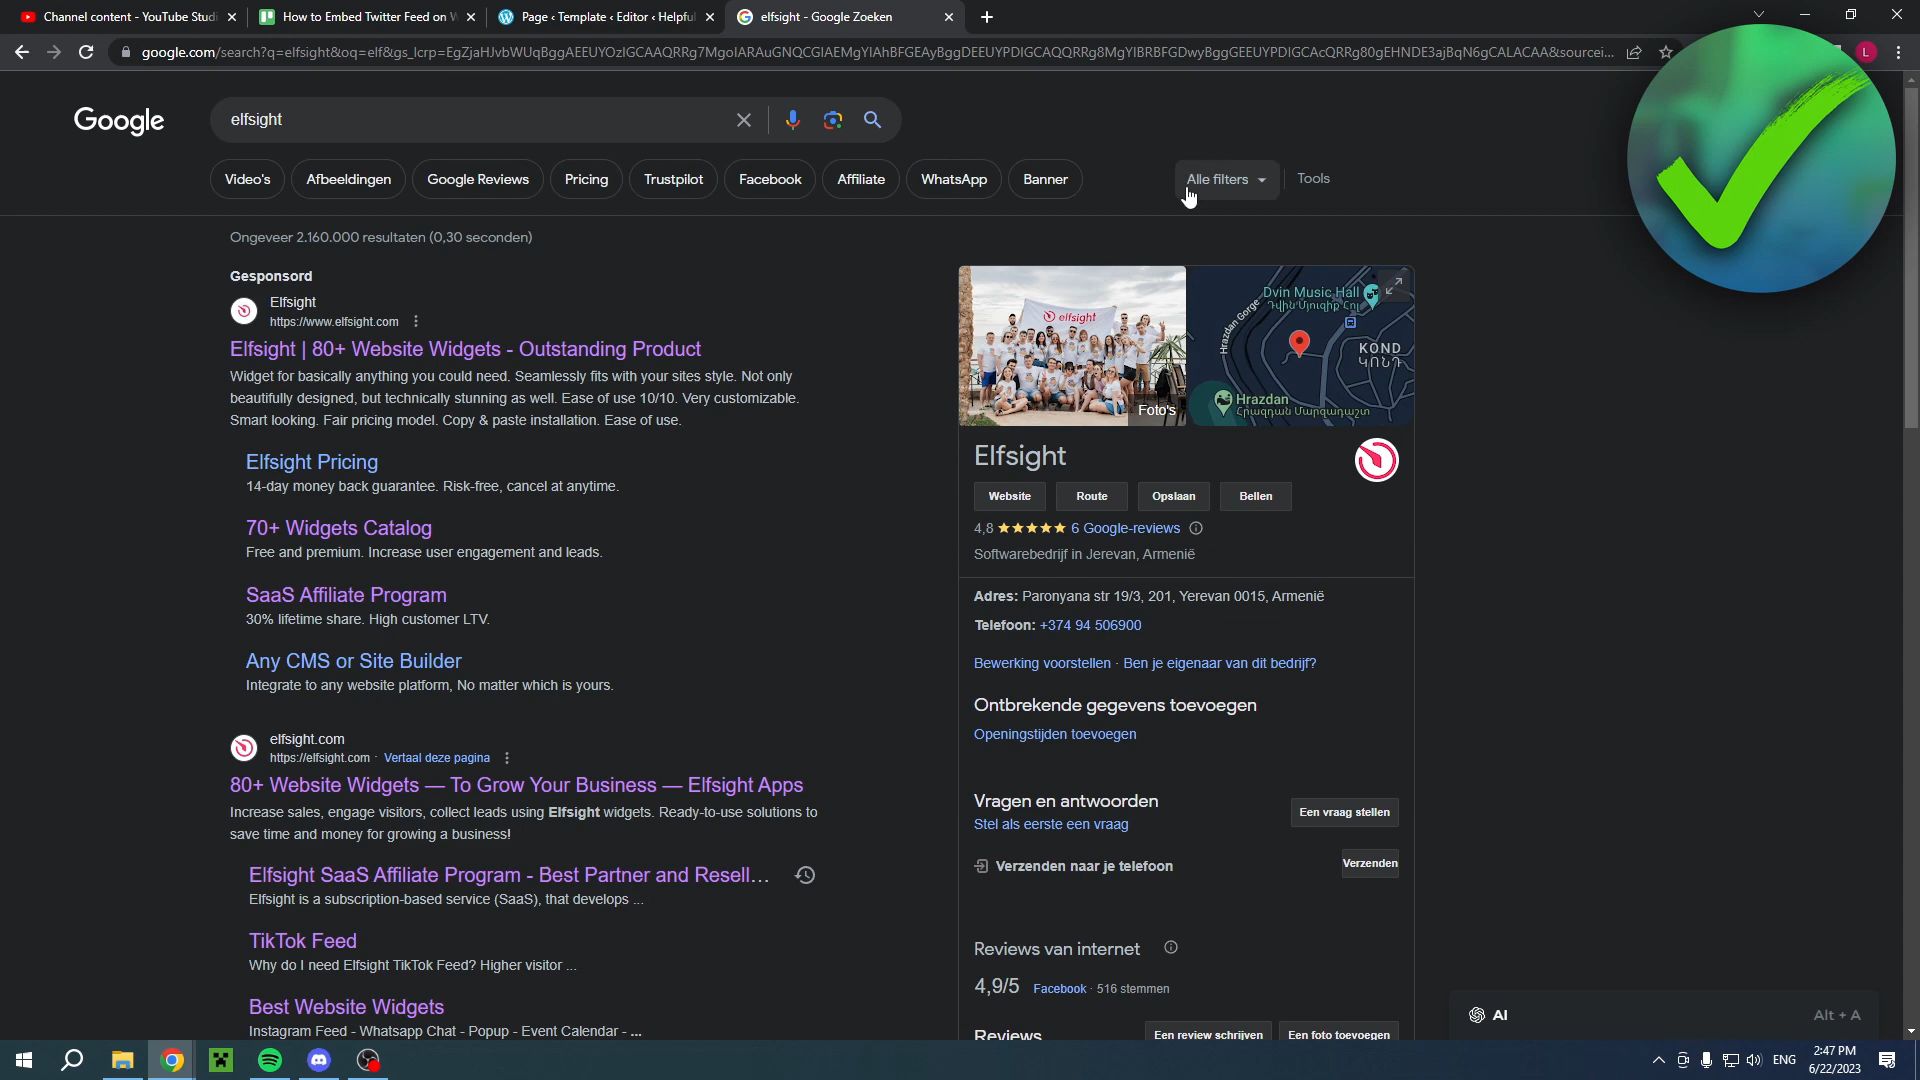 Channel content - YouTube Studi
How to Embed Twitter Feed on W
Page ‹ Template ‹ Editor ‹ Helpful
elfsight - Google Zoeken
google.com/search?q=elfsight&oq=elf&gs_lcrp=
Google
elfsight
Video's
Afbeeldingen
Google Reviews
Pricing
Trustpilot
Facebook
Affiliate
WhatsApp
Banner
Alle filters
Tools
Ongeveer 2.160.000 resultaten (0,30 seconden)
Gesponsord
Elfsight
https://www.elfsight.com
Elfsight | 80+ Website Widgets - Outstanding Product
Widget for basically anything you could need. Seamlessly fits with your sites style. Not only
beautifully designed, but technically stunning as well. Ease of use 10/10. Very customizable.
Smart looking. Fair pricing model. Copy & paste installation. Ease of use.
Elfsight Pricing
14-day money back guarantee. Risk-free, cancel at anytime.
70+ Widgets Catalog
Free and premium. Increase user engagement and leads.
SaaS Affiliate Program
30% lifetime share. High customer LTV.
Any CMS or Site Builder
Integrate to any website platform, No matter which is yours.
elfsight.com
https://elfsight.com · Vertaal deze pagina
80+ Website Widgets — To Grow Your Business — Elfsight Apps
Increase sales, engage visitors, collect leads using Elfsight widgets. Ready-to-use solutions to
save time and money for growing a business!
Elfsight SaaS Affiliate Program - Best Partner and Resell...
Elfsight is a subscription-based service (SaaS), that develops ...
TikTok Feed
Why do I need Elfsight TikTok Feed? Higher visitor ...
Best Website Widgets
Instagram Feed - Whatsapp Chat - Popup - Event Calendar - ...
elfsight
Foto's
Dvin Music Hall
Hrazdan Gorge
KOND
ԿՈՆԴ
Hrazdan
Հրազդան Մարզադաշտ
Elfsight
Website
Route
Opslaan
Bellen
4,8 ★★★★★ 6 Google-reviews
Softwarebedrijf in Jerevan, Armenië
Adres: Paronyana str 19/3, 201, Yerevan 0015, Armenië
Telefoon: +374 94 506900
Bewerking voorstellen · Ben je eigenaar van dit bedrijf?
Ontbrekende gegevens toevoegen
Openingstijden toevoegen
Vragen en antwoorden
Stel als eerste een vraag
Een vraag stellen
Verzenden naar je telefoon
Verzenden
Reviews van internet
4,9/5 Facebook · 516 stemmen
Reviews
Een review schrijven
Een foto toevoegen
AI
Alt + A
L
ENG
2:47 PM
6/22/2023